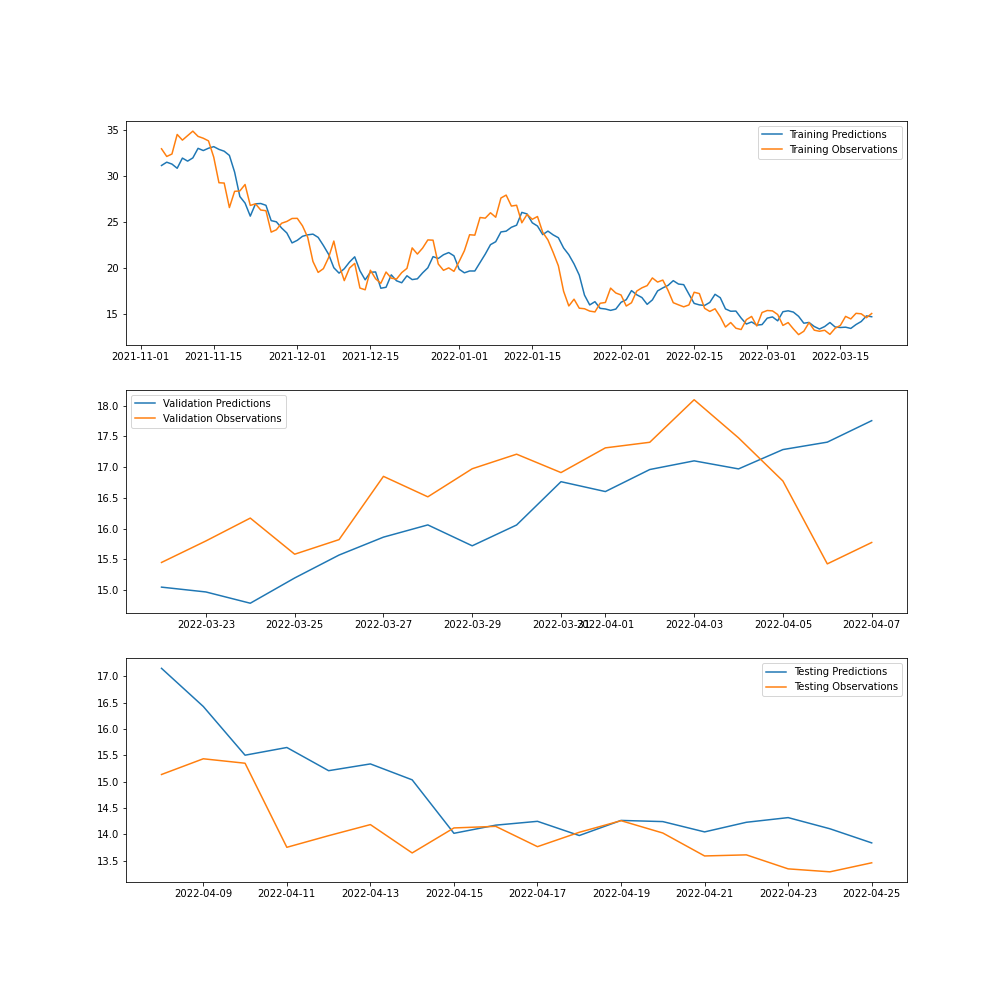 35
30
25
20
15
Training Predictions
Training Observations
2021-11-01 2021-11-15 2021-12-01 2021-12-15 2022-01-01 2022-01-15 2022-02-01 2022-02-15 2022-03-01 2022-03-15
18.0
17.5
17.0
16.5
16.0
15.5
15.0
Validation Predictions
Validation Observations
2022-03-23 2022-03-25 2022-03-27 2022-03-29 2022-03-31 2022-04-01 2022-04-03 2022-04-05 2022-04-07
17.0
16.5
16.0
15.5
15.0
14.5
14.0
13.5
Testing Predictions
Testing Observations
2022-04-09 2022-04-11 2022-04-13 2022-04-15 2022-04-17 2022-04-19 2022-04-21 2022-04-23 2022-04-25